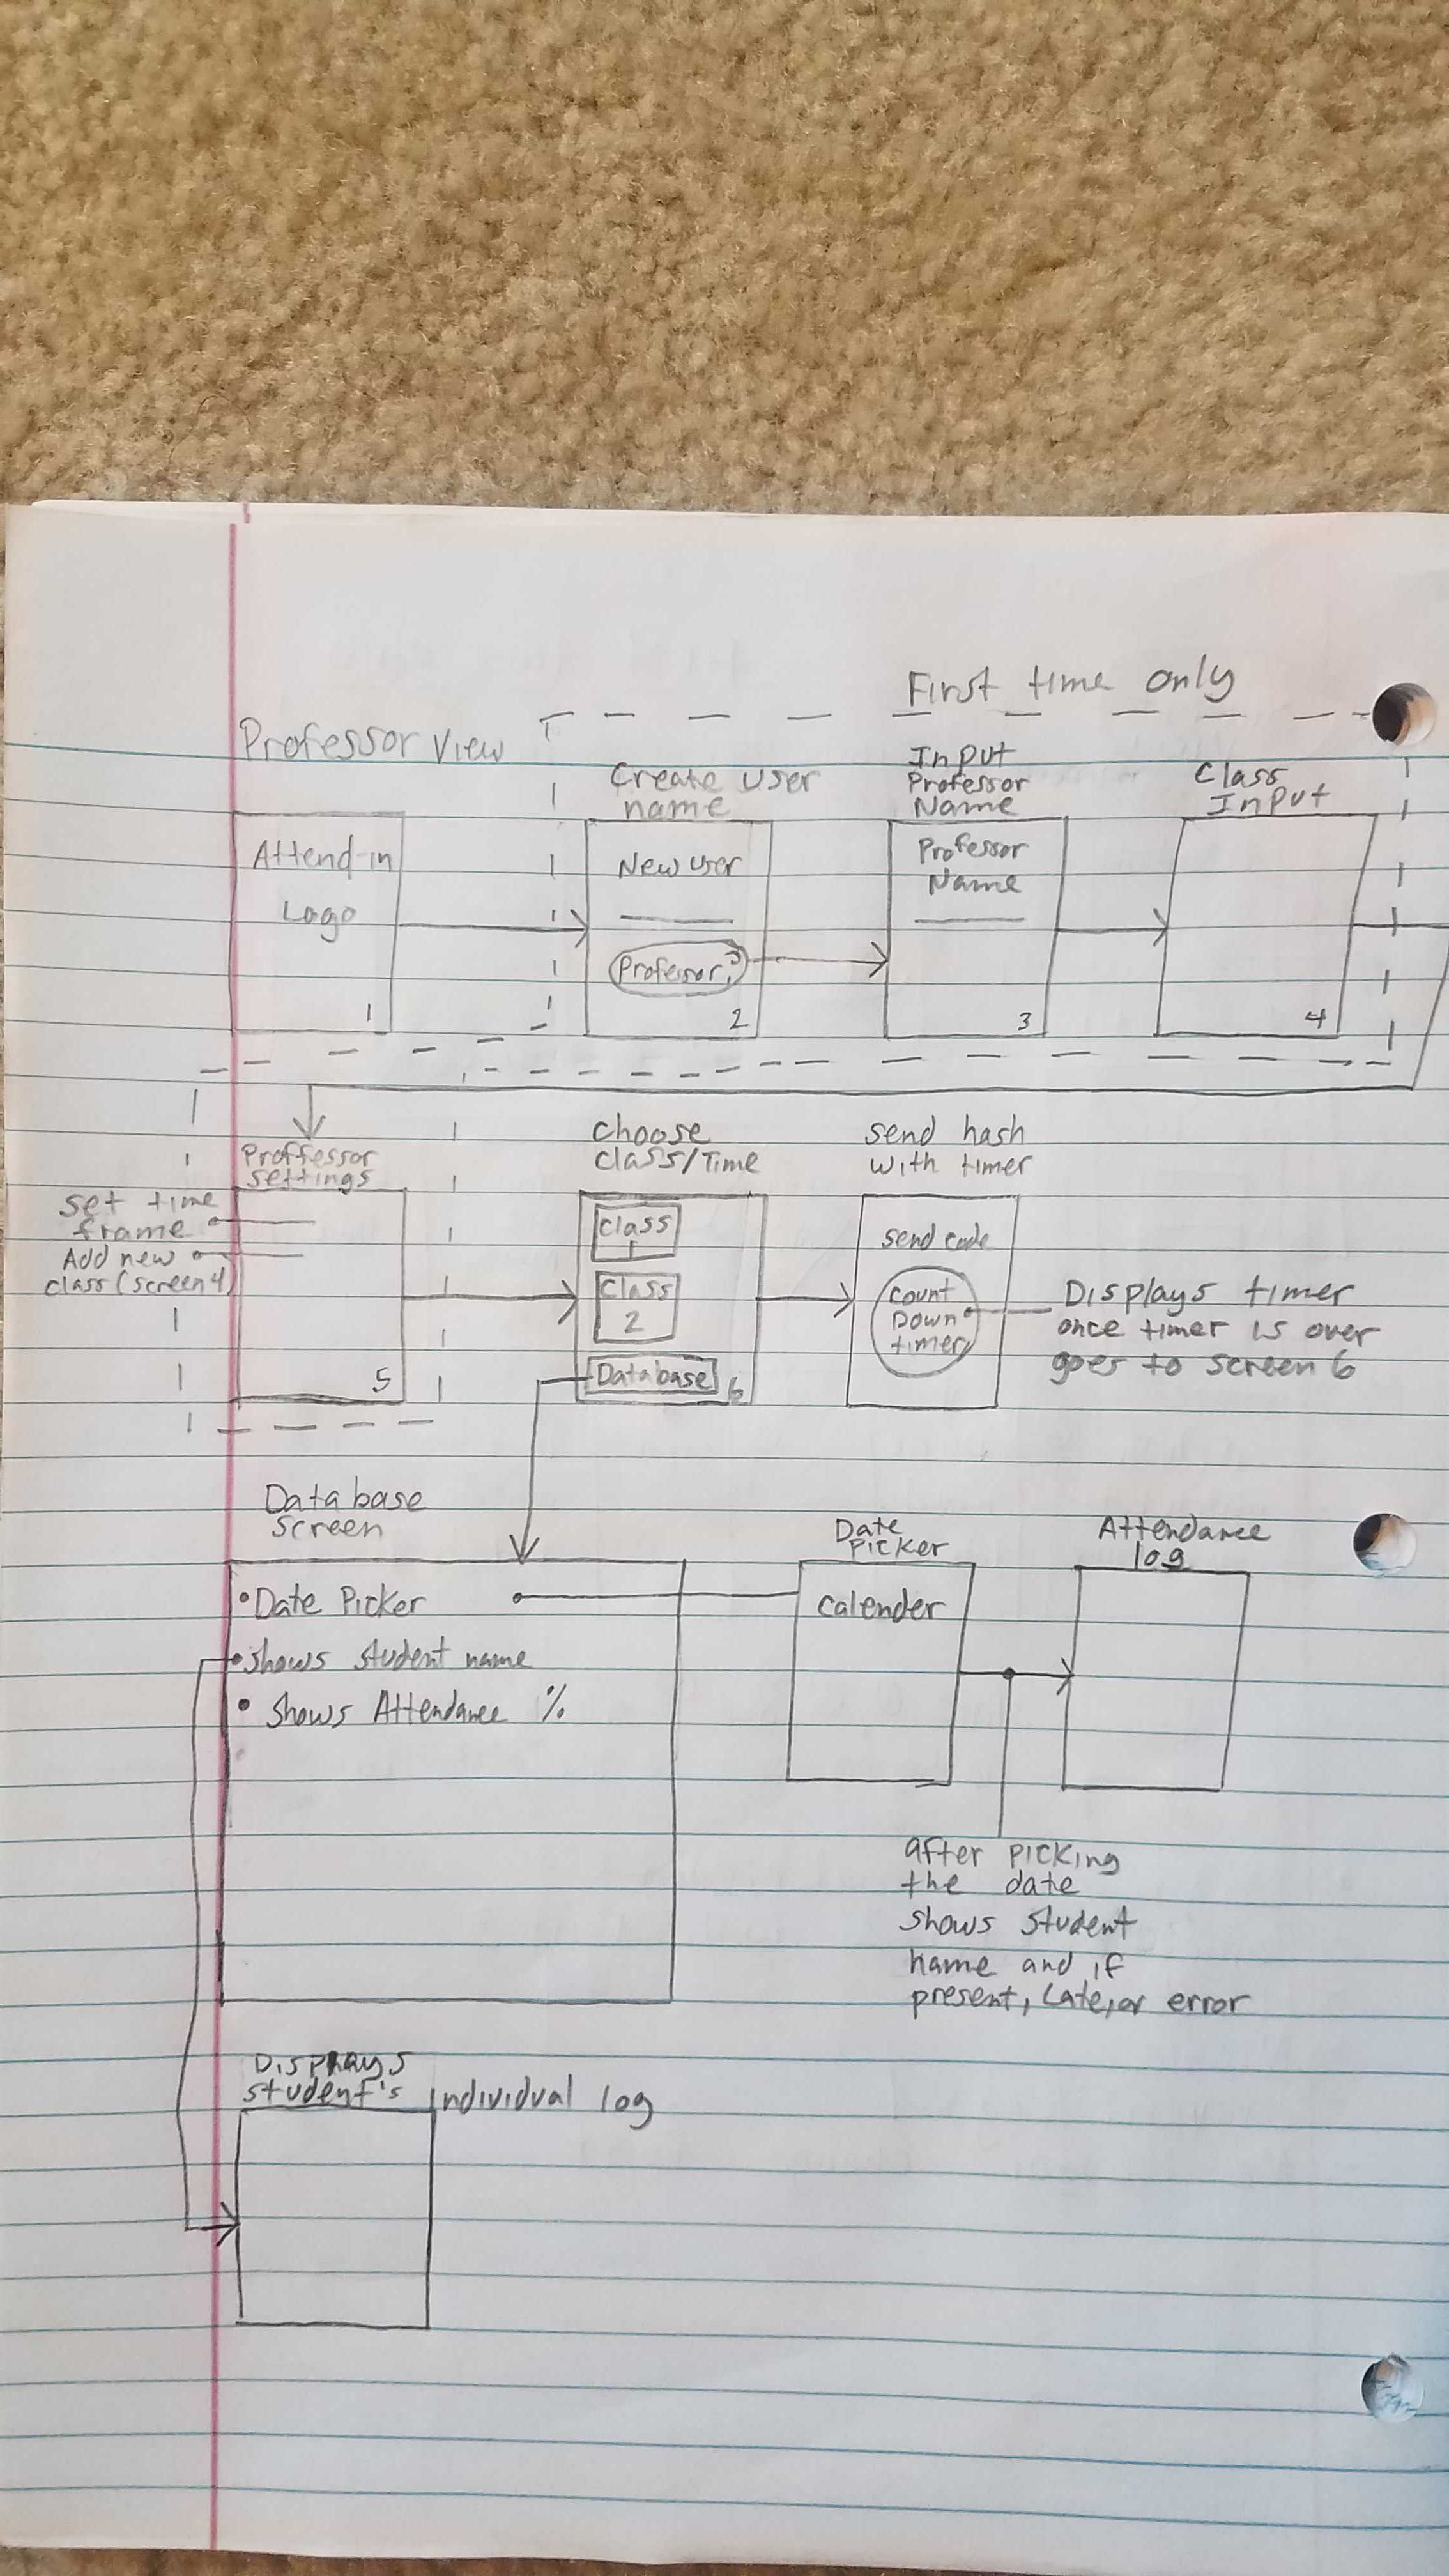 First time only
Professor View
Create user
name
Input
Professor
Name
Class
Input
Attend-in
Logo
1
New user
Professor?
2
Professor
Name
3
4
Proffessor
settings
set time
frame
Add new
class (screen 4)
5
choose
class/Time
class
1
Class
2
Database
6
send hash
with timer
send code
count
Down
timer
Displays timer
once timer is over
goes to screen 6
Database
screen
• Date Picker
• shows student name
• Shows Attendance %
Date
Picker
calender
Attendance
log
after picking
the date
shows student
name and if
present, Late, or error
Displays
student's individual log